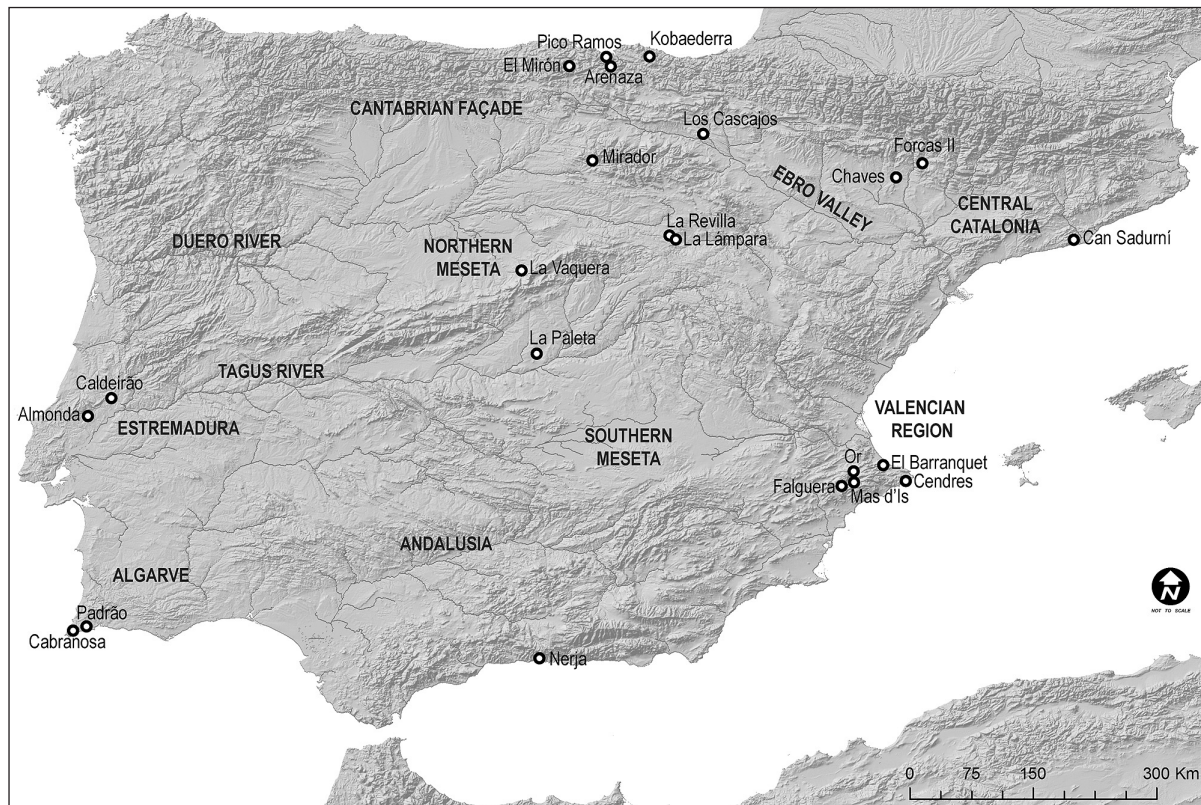 Pico Ramos
Kobaederra
El Mirón
Arenaza
CANTABRIAN FAÇADE
Los Cascajos
Mirador
Forcas II
Chaves
EBRO VALLEY
CENTRAL
CATALONIA
La Revilla
La Lámpara
Can Sadurní
DUERO RIVER
NORTHERN
MESETA
La Vaquera
La Paleta
TAGUS RIVER
Caldeirão
Almonda
ESTREMADURA
VALENCIAN
REGION
SOUTHERN
MESETA
Or
El Barranquet
Cendres
Falguera
Mas d'Is
ANDALUSIA
ALGARVE
Padrão
Cabranosa
Nerja
N
NOT TO SCALE
0 75 150 300 Km